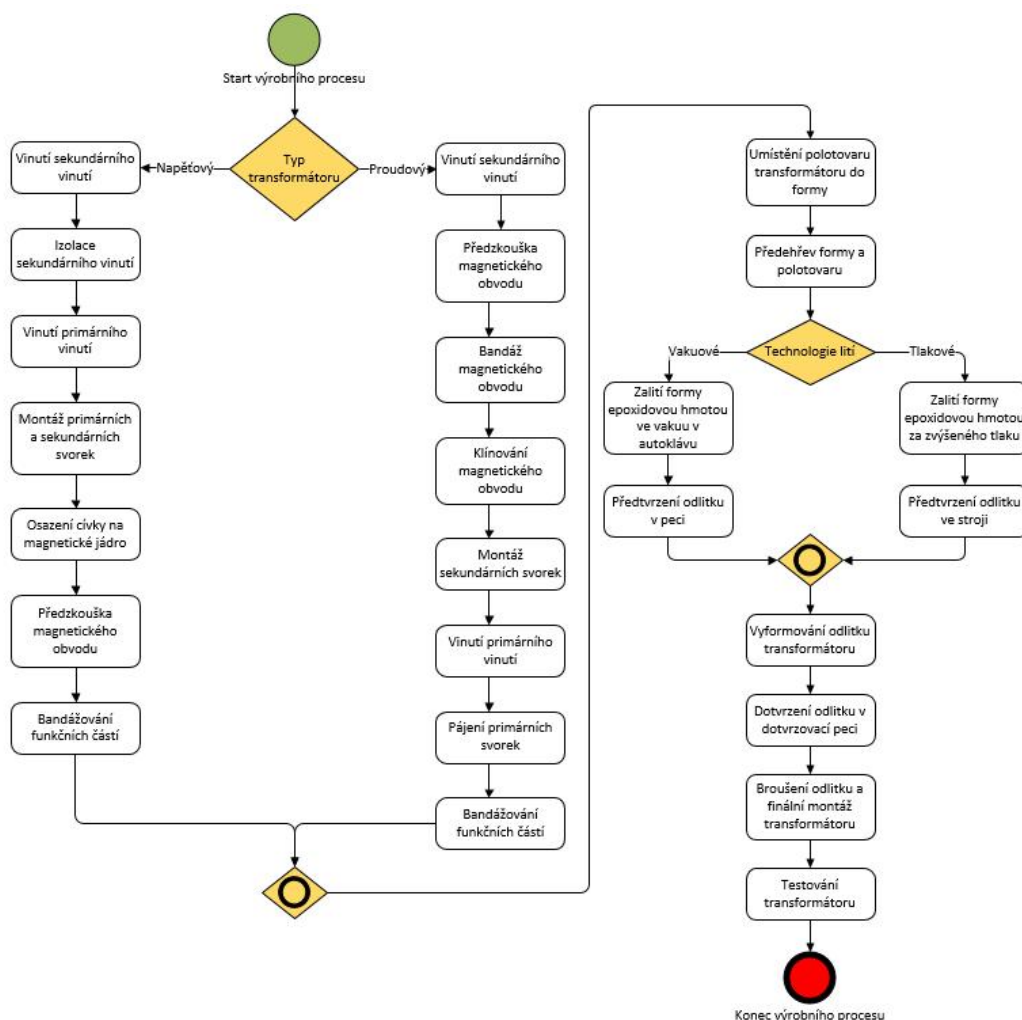 Start výrobního procesu
Typ
transformátoru
Napěťový
Proudový
Vinutí sekundárního
vinutí
Izolace
sekundárního vinutí
Vinutí primárního
vinutí
Montáž primárních
a sekundárních
svorek
Osazení cívky na
magnetické jádro
Předzkouška
magnetického
obvodu
Bandážování
funkčních částí
Vinutí sekundárního
vinutí
Předzkouška
magnetického
obvodu
Bandáž
magnetického
obvodu
Klínování
magnetického
obvodu
Montáž
sekundárních svorek
Vinutí primárního
vinutí
Pájení primárních
svorek
Bandážování
funkčních částí
Umístění polotovaru
transformátoru do
formy
Předehřev formy a
polotovaru
Technologie lití
Vakuové
Tlakové
Zalití formy
epoxidovou hmotou
ve vakuu v
autoklávu
Předtvrzení odlitku
v peci
Zalití formy
epoxidovou hmotou
za zvýšeného tlaku
Předtvrzení odlitku
ve stroji
Vyformování odlitku
transformátoru
Dotvrzení odlitku v
dotvrzovací peci
Broušení odlitku a
finální montáž
transformátoru
Testování
transformátoru
Konec výrobního procesu